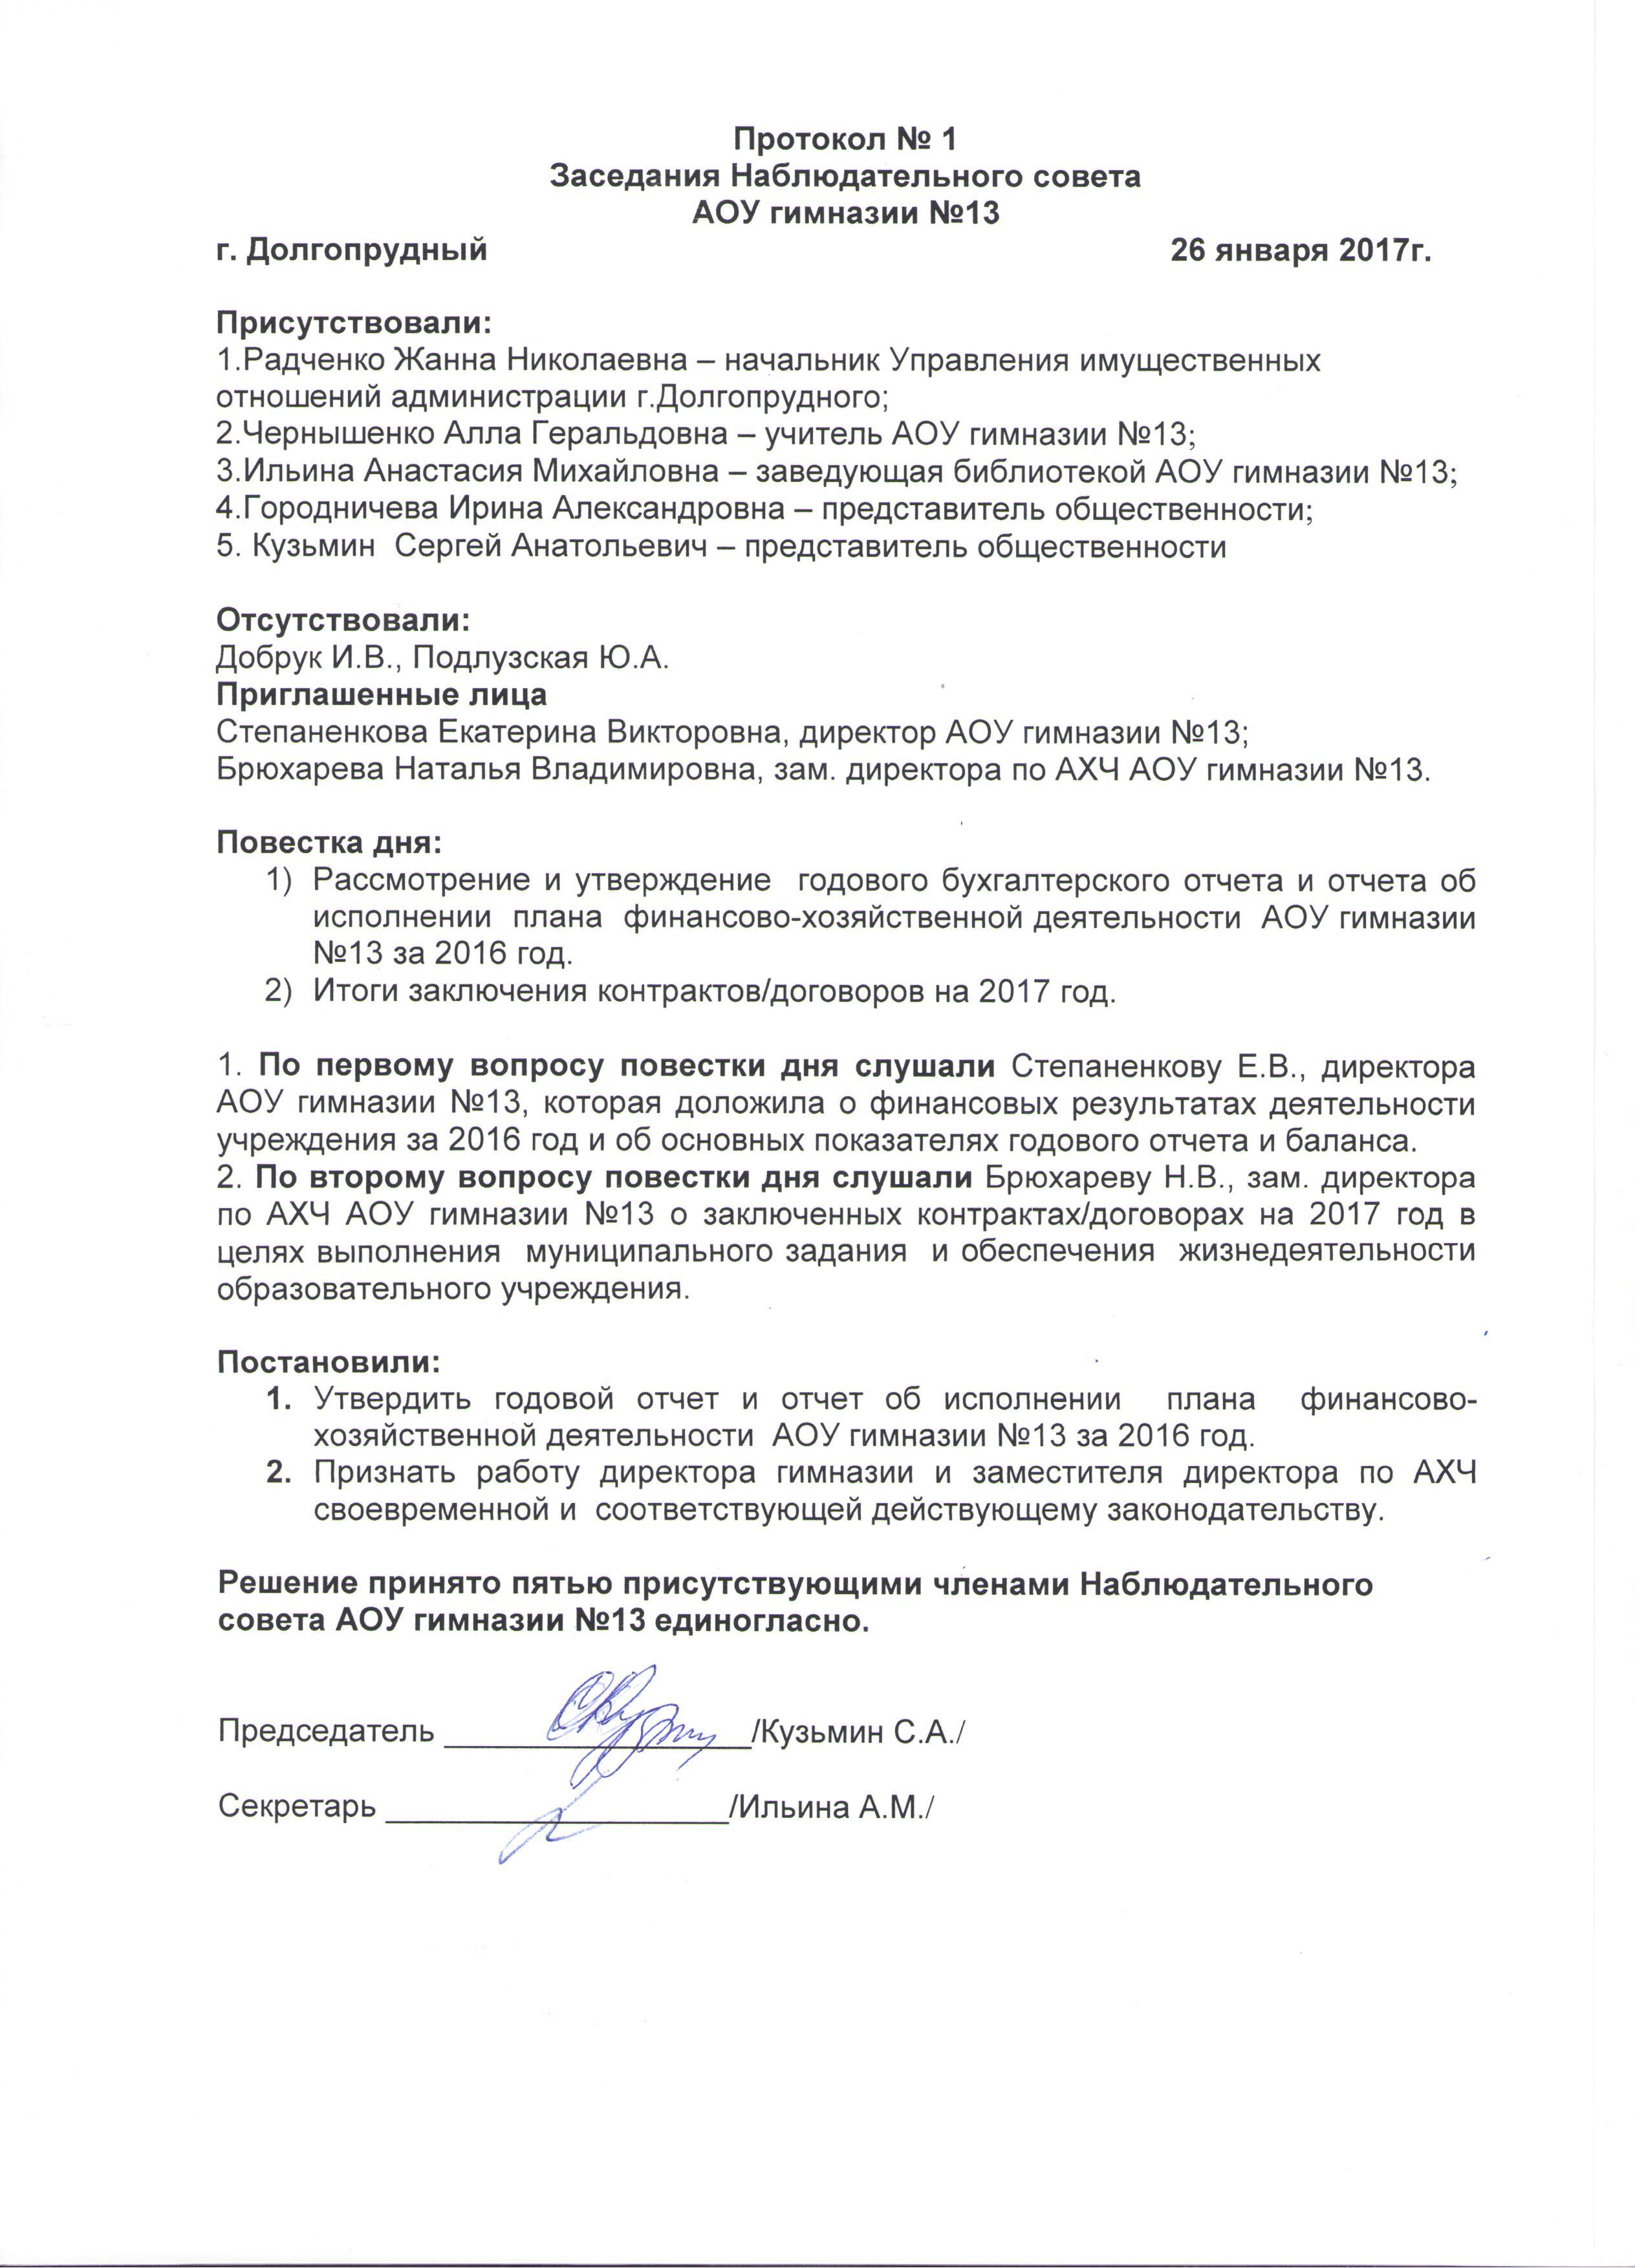 Протокол № 1
Заседания Наблюдательного совета
АОУ гимназии №13
г. Долгопрудный 26 января 2017г.
Присутствовали:
1.Радченко Жанна Николаевна – начальник Управления имущественных
отношений администрации г.Долгопрудного;
2.Чернышенко Алла Геральдовна – учитель АОУ гимназии №13;
3.Ильина Анастасия Михайловна – заведующая библиотекой АОУ гимназии №13;
4.Городничева Ирина Александровна – представитель общественности;
5. Кузьмин Сергей Анатольевич – представитель общественности
Отсутствовали:
Добрук И.В., Подлузская Ю.А.
Приглашенные лица
Степаненкова Екатерина Викторовна, директор АОУ гимназии №13;
Брюхарева Наталья Владимировна, зам. директора по АХЧ АОУ гимназии №13.
Повестка дня:
1) Рассмотрение и утверждение годового бухгалтерского отчета и отчета об
исполнении плана финансово-хозяйственной деятельности АОУ гимназии
№13 за 2016 год.
2) Итоги заключения контрактов/договоров на 2017 год.
1. По первому вопросу повестки дня слушали Степаненкову Е.В., директора
АОУ гимназии №13, которая доложила о финансовых результатах деятельности
учреждения за 2016 год и об основных показателях годового отчета и баланса.
2. По второму вопросу повестки дня слушали Брюхареву Н.В., зам. директора
по АХЧ АОУ гимназии №13 о заключенных контрактах/договорах на 2017 год в
целях выполнения муниципального задания и обеспечения жизнедеятельности
образовательного учреждения.
Постановили:
1. Утвердить годовой отчет и отчет об исполнении плана финансово-
хозяйственной деятельности АОУ гимназии №13 за 2016 год.
2. Признать работу директора гимназии и заместителя директора по АХЧ
своевременной и соответствующей действующему законодательству.
Решение принято пятью присутствующими членами Наблюдательного
совета АОУ гимназии №13 единогласно.
Председатель /Кузьмин С.А./
Секретарь /Ильина А.М./